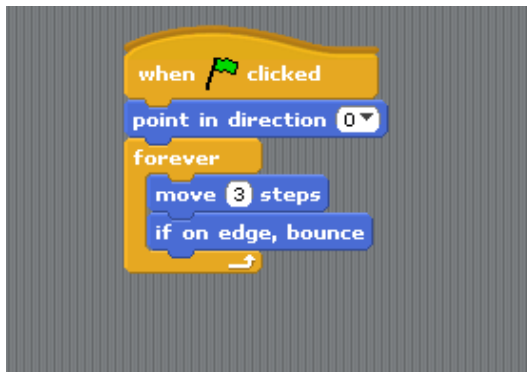 when clicked
point in direction 0
forever
move 3 steps
if on edge, bounce